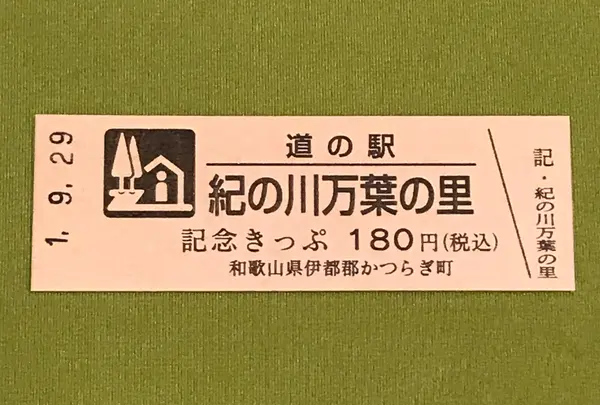 1. 9. 29
道の駅
紀の川万葉の里
記念きっぷ 180円(税込)
和歌山県伊都郡かつらぎ町
記・紀の川万葉の里